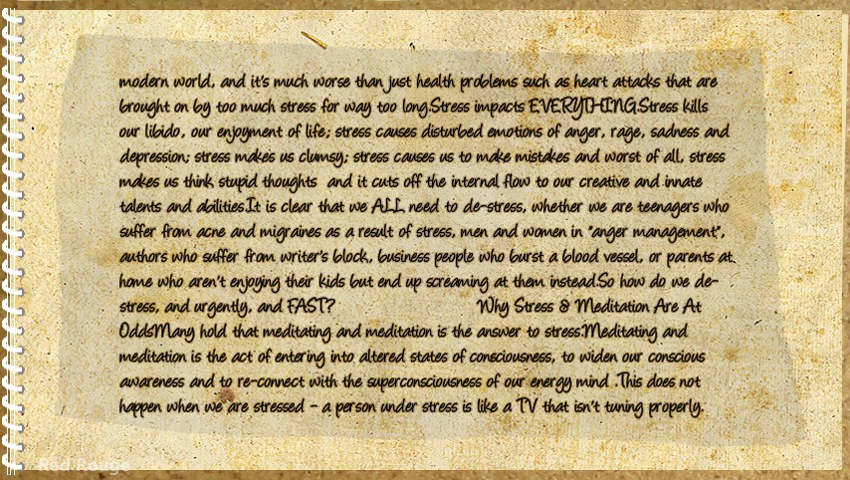 modern world, and it's much worse than just health problems such as heart attacks that are
brought on by too much stress for way too long.Stress impacts EVERYTHING.Stress kills
our libido, our enjoyment of life; stress causes disturbed emotions of anger, rage, sadness and
depression; stress makes us clumsy; stress causes us to make mistakes and worst of all, stress
makes us think stupid thoughts  and it cuts off the internal flow to our creative and innate
talents and abilities.It is clear that we ALL need to de-stress, whether we are teenagers who
suffer from acne and migraines as a result of stress, men and women in "anger management",
authors who suffer from writer's block, business people who burst a blood vessel, or parents at
home who aren't enjoying their kids but end up screaming at them instead.So how do we de-
stress, and urgently, and FAST? Why Stress & Meditation Are At
OddsMany hold that meditating and meditation is the answer to stress.Meditating and
meditation is the act of entering into altered states of consciousness, to widen our conscious
awareness and to re-connect with the superconsciousness of our energy mind .This does not
happen when we are stressed - a person under stress is like a TV that isn't tuning properly.
Red Rouge